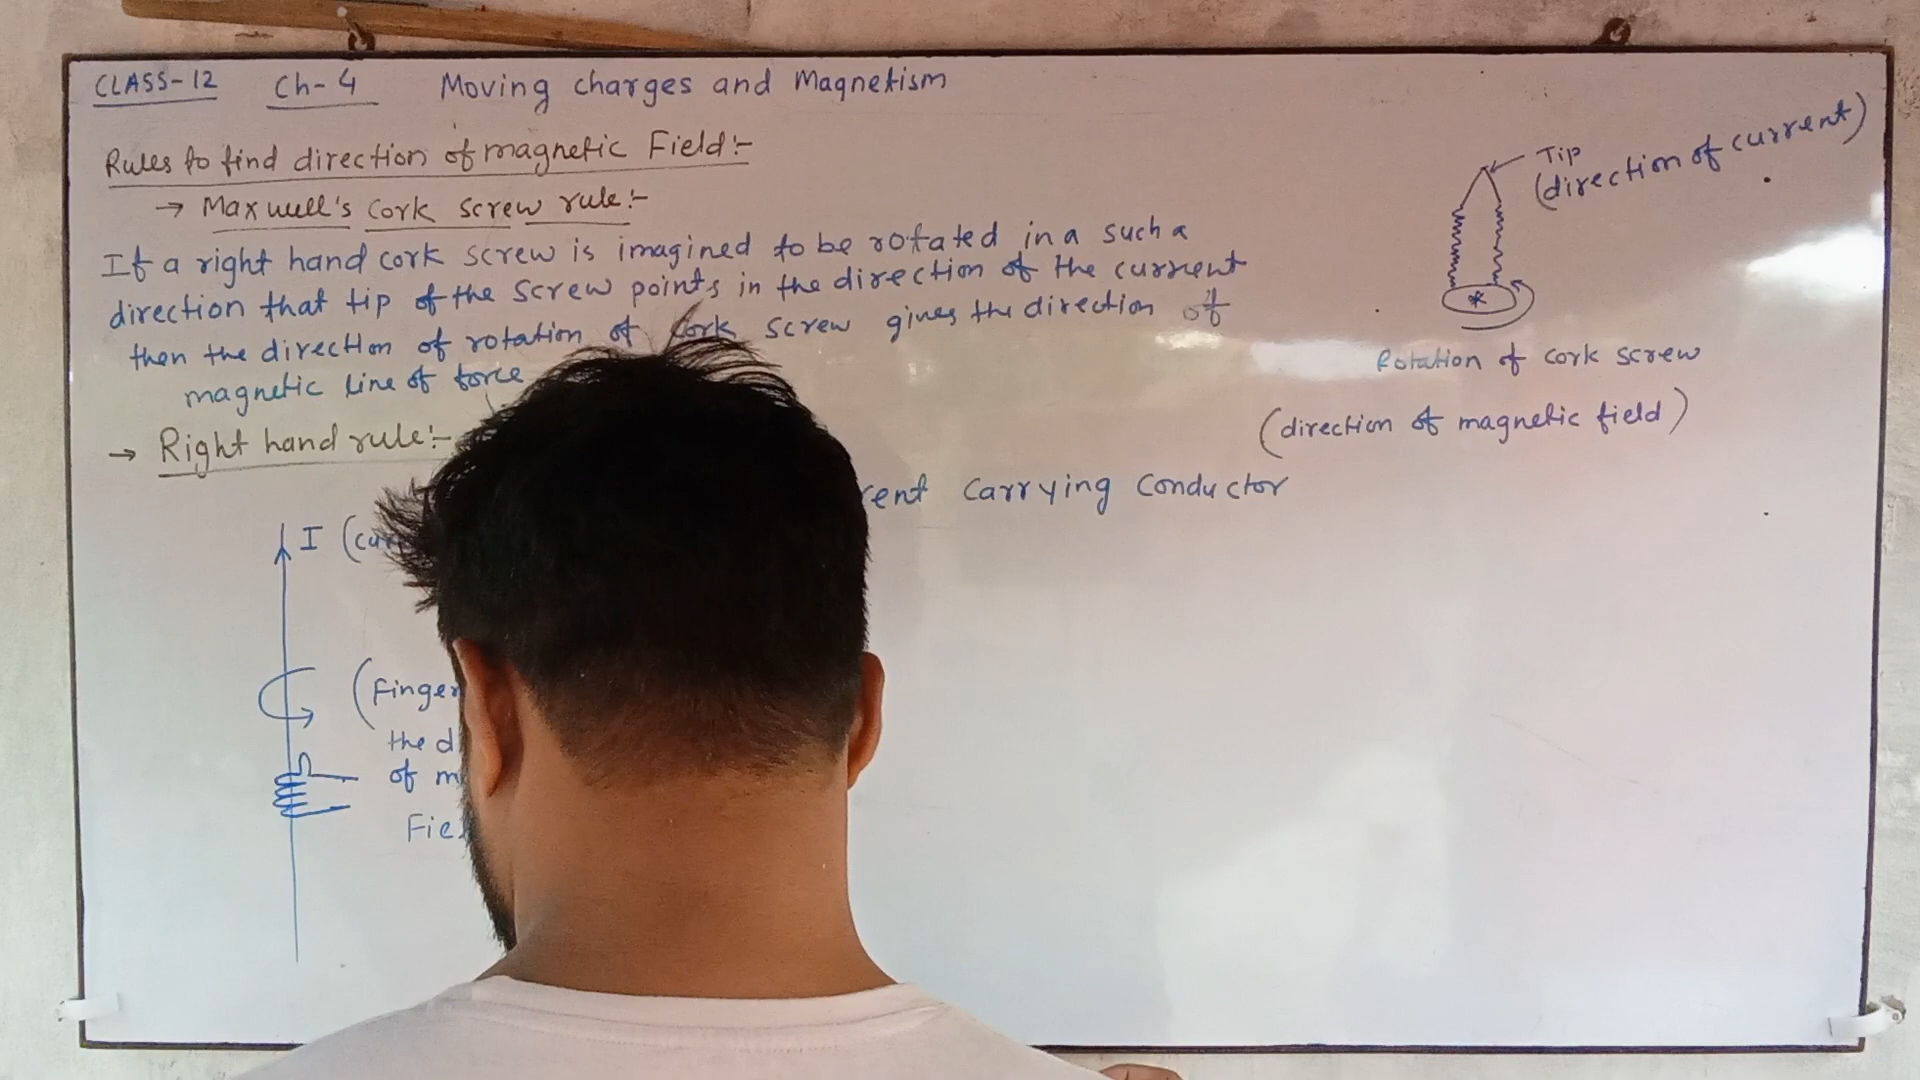 CLASS-12 Ch-4 Moving charges and Magnetism
Rules to find direction of magnetic Field:-
→ Maxwell's cork screw rule:-
If a right hand cork screw is imagined to be rotated in a such a
direction that tip of the screw points in the direction of the current
then the direction of rotation of cork screw gives the direction of
magnetic line of force
Tip
(direction of current)
Rotation of cork screw
(direction of magnetic field)
→ Right hand rule:-
carrying conductor
I
the
of